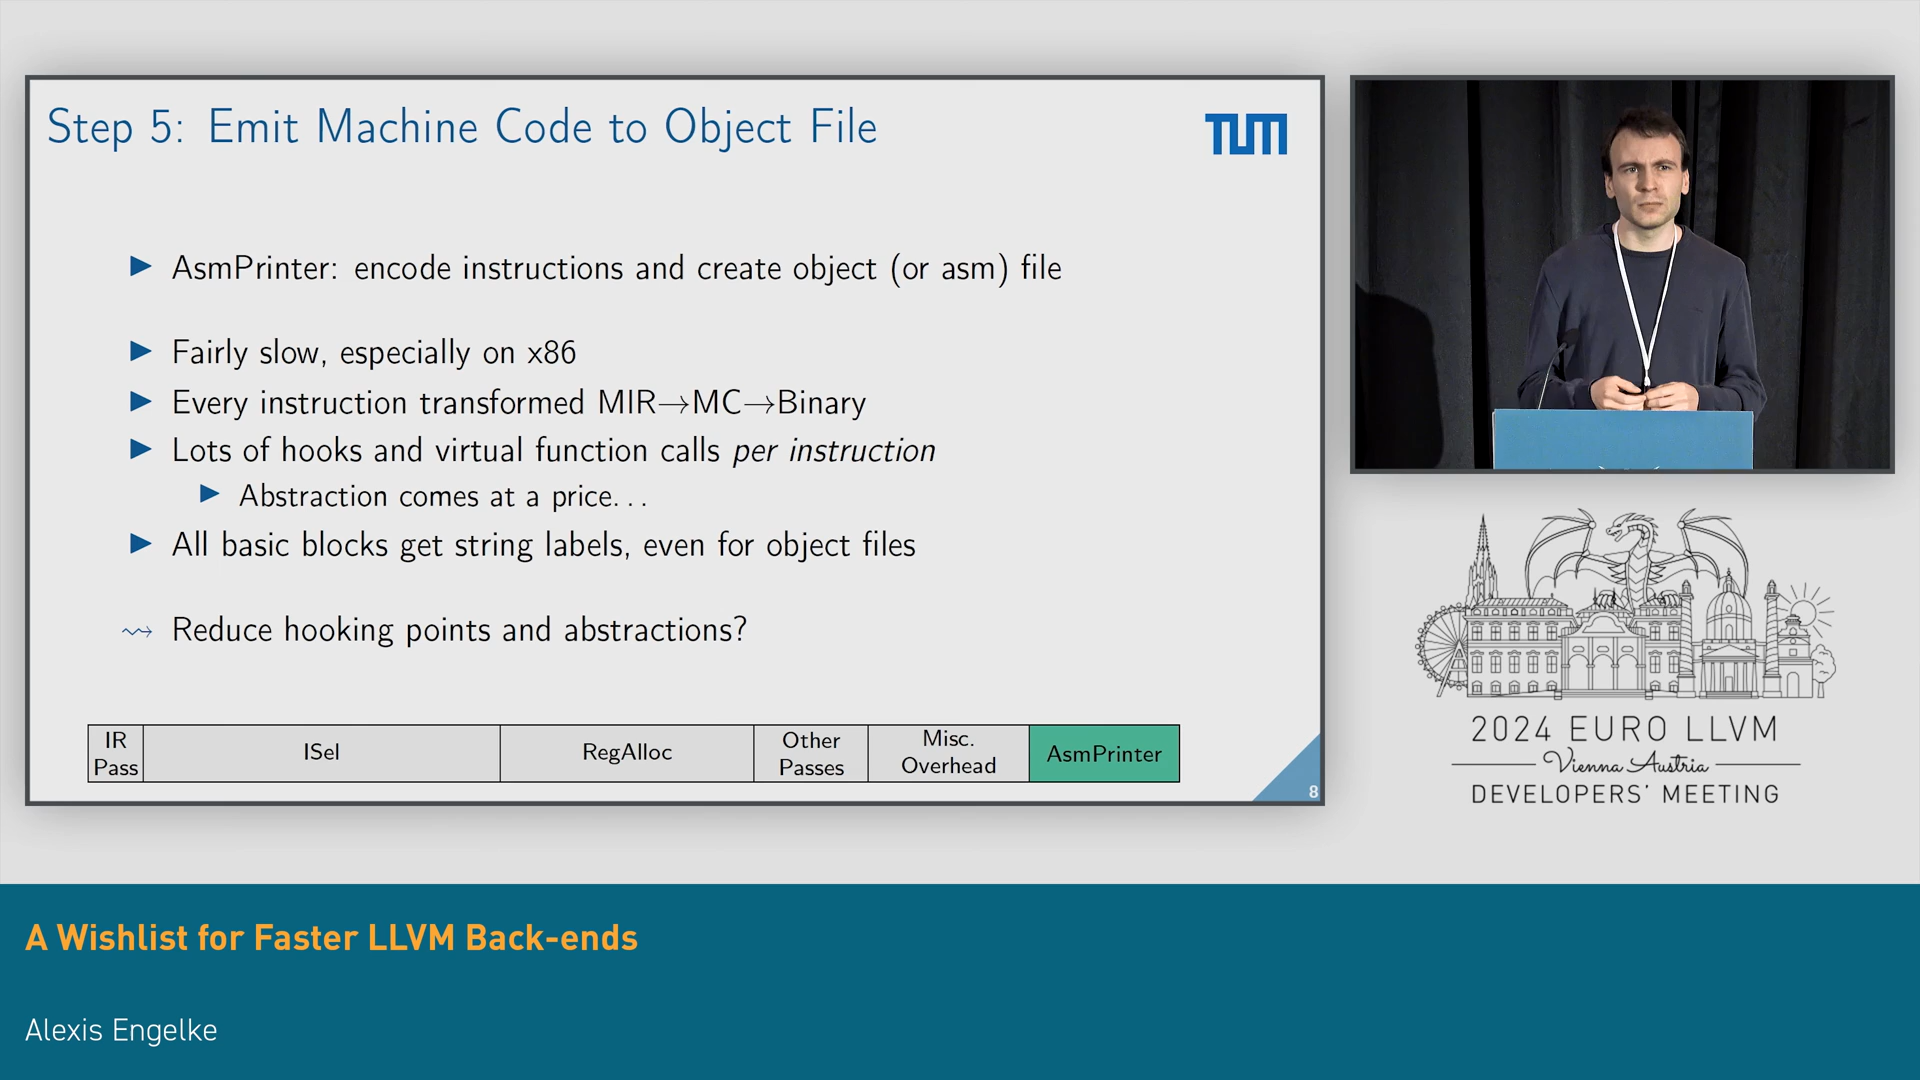 Step 5: Emit Machine Code to Object File
TUM
AsmPrinter: encode instructions and create object (or asm) file
Fairly slow, especially on x86
Every instruction transformed MIR→MC→Binary
Lots of hooks and virtual function calls per instruction
Abstraction comes at a price...
All basic blocks get string labels, even for object files
Reduce hooking points and abstractions?
IR
Pass
ISel
RegAlloc
Other
Passes
Misc.
Overhead
AsmPrinter
8
2024 EURO LLVM
Vienna Austria
DEVELOPERS' MEETING
A Wishlist for Faster LLVM Back-ends
Alexis Engelke